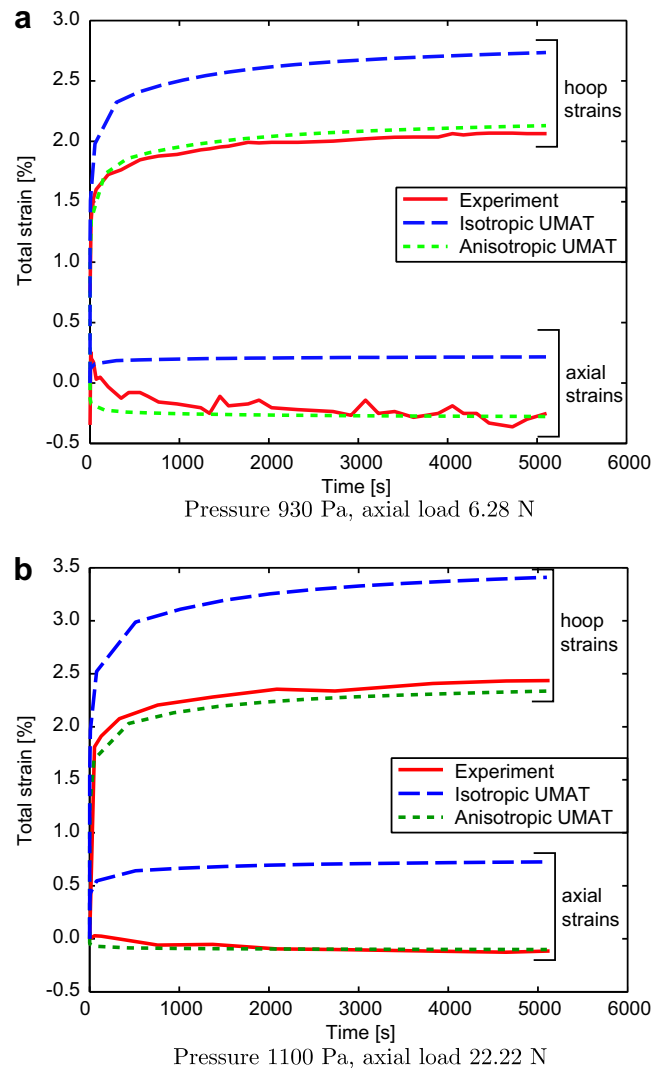 a
3.0
2.5
2.0
1.5
1.0
0.5
0.0
-0.5
Total strain [%]
hoop
strains
Experiment
Isotropic UMAT
Anisotropic UMAT
axial
strains
0 1000 2000 3000 4000 5000 6000
Time [s]
Pressure 930 Pa, axial load 6.28 N
b
3.5
3.0
2.5
2.0
1.5
1.0
0.5
0.0
-0.5
Total strain [%]
hoop
strains
Experiment
Isotropic UMAT
Anisotropic UMAT
axial
strains
0 1000 2000 3000 4000 5000 6000
Time [s]
Pressure 1100 Pa, axial load 22.22 N